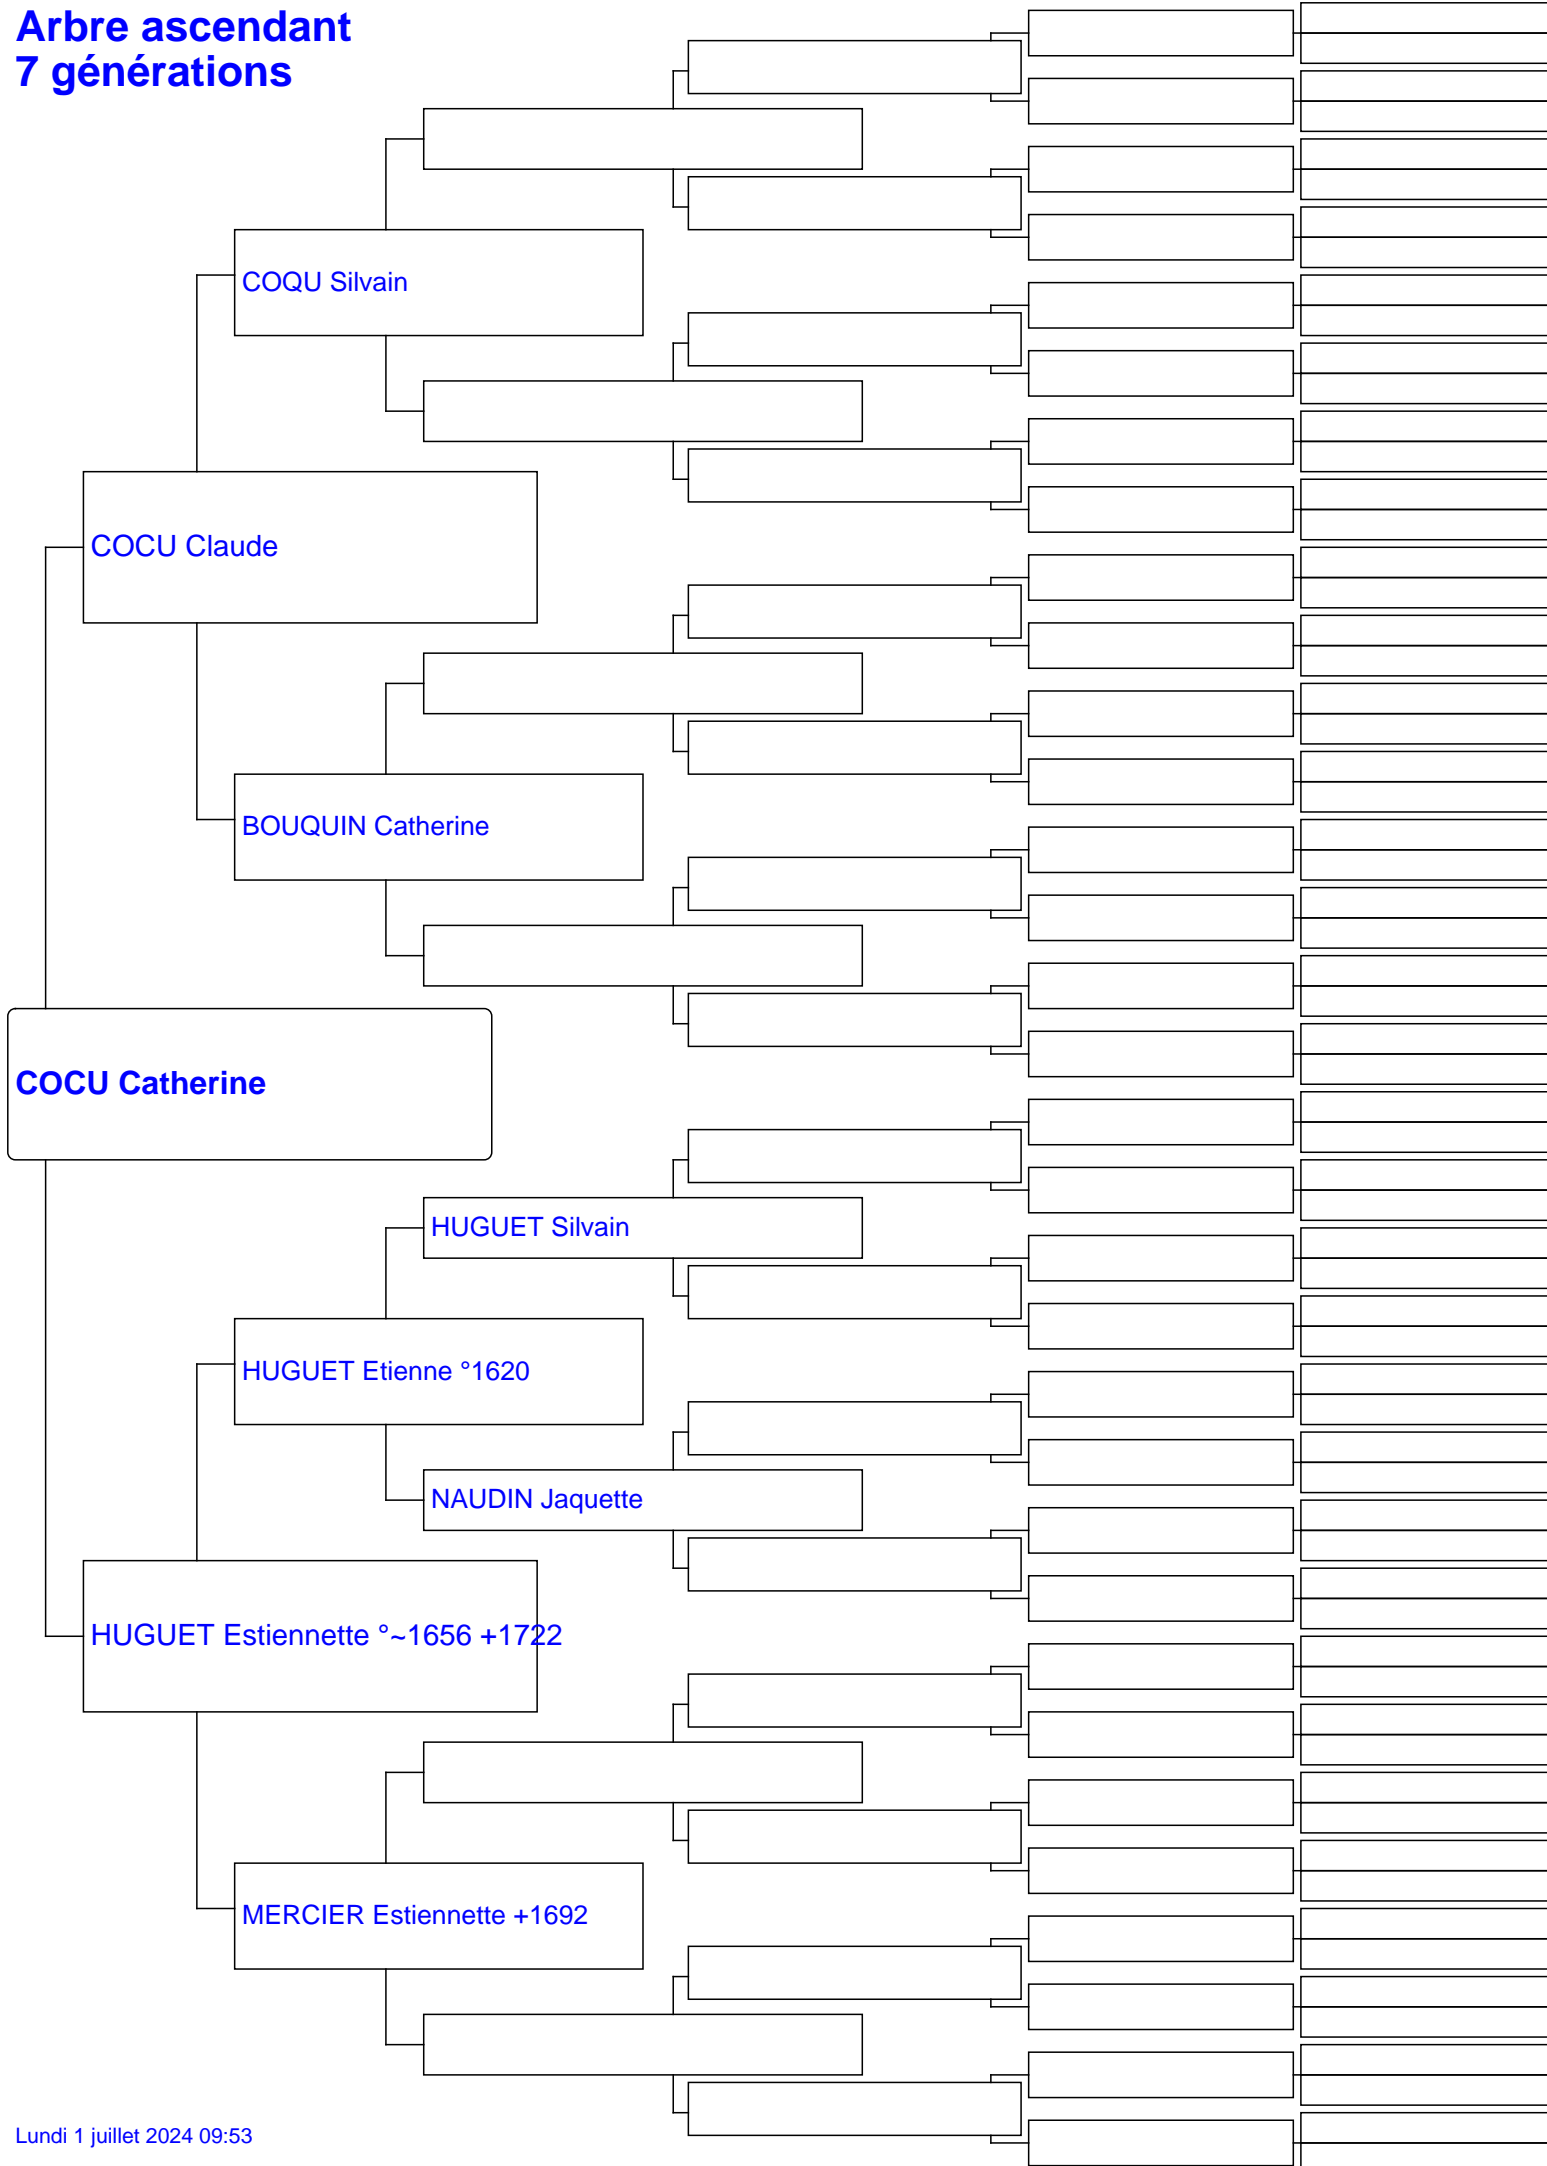 Arbre ascendant
7 générations
COQU Silvain
COCU Claude
BOUQUIN Catherine
COCU Catherine
HUGUET Silvain
HUGUET Etienne °1620
NAUDIN Jaquette
HUGUET Estiennette °~1656 +1722
MERCIER Estiennette +1692
Lundi 1 juillet 2024 09:53